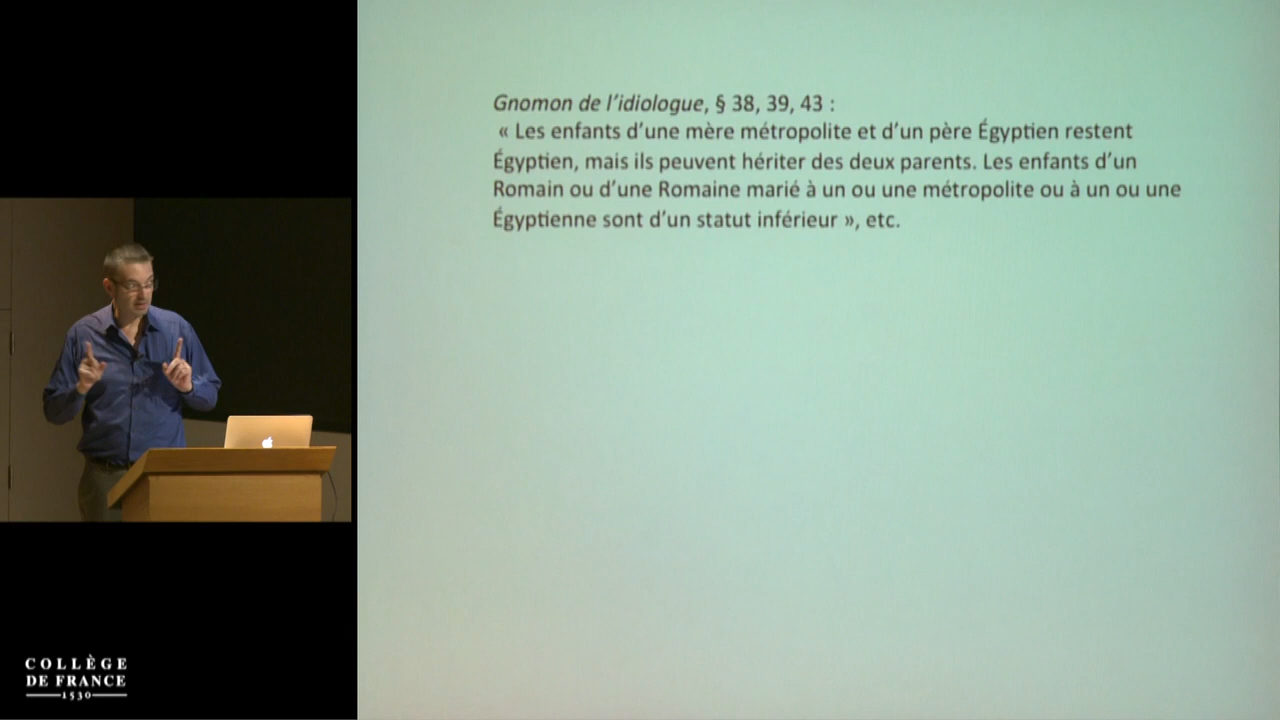 Gnomon de l'idiologue, § 38, 39, 43 :
« Les enfants d'une mère métropolite et d'un père Égyptien restent
Égyptien, mais ils peuvent hériter des deux parents. Les enfants d'un
Romain ou d'une Romaine marié à un ou une métropolite ou à un ou une
Égyptienne sont d'un statut inférieur », etc.
COLLÈGE
DE FRANCE
1530